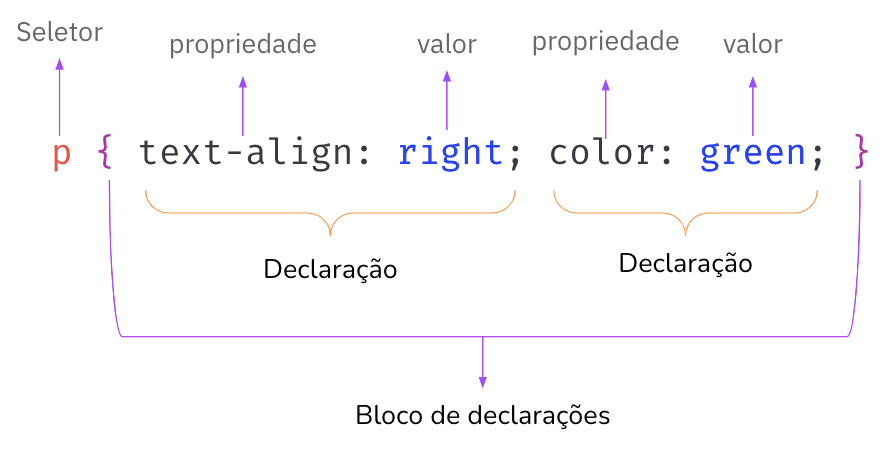 Seletor
propriedade valor propriedade valor
p { text-align: right; color: green; }
Declaração Declaração
Bloco de declarações